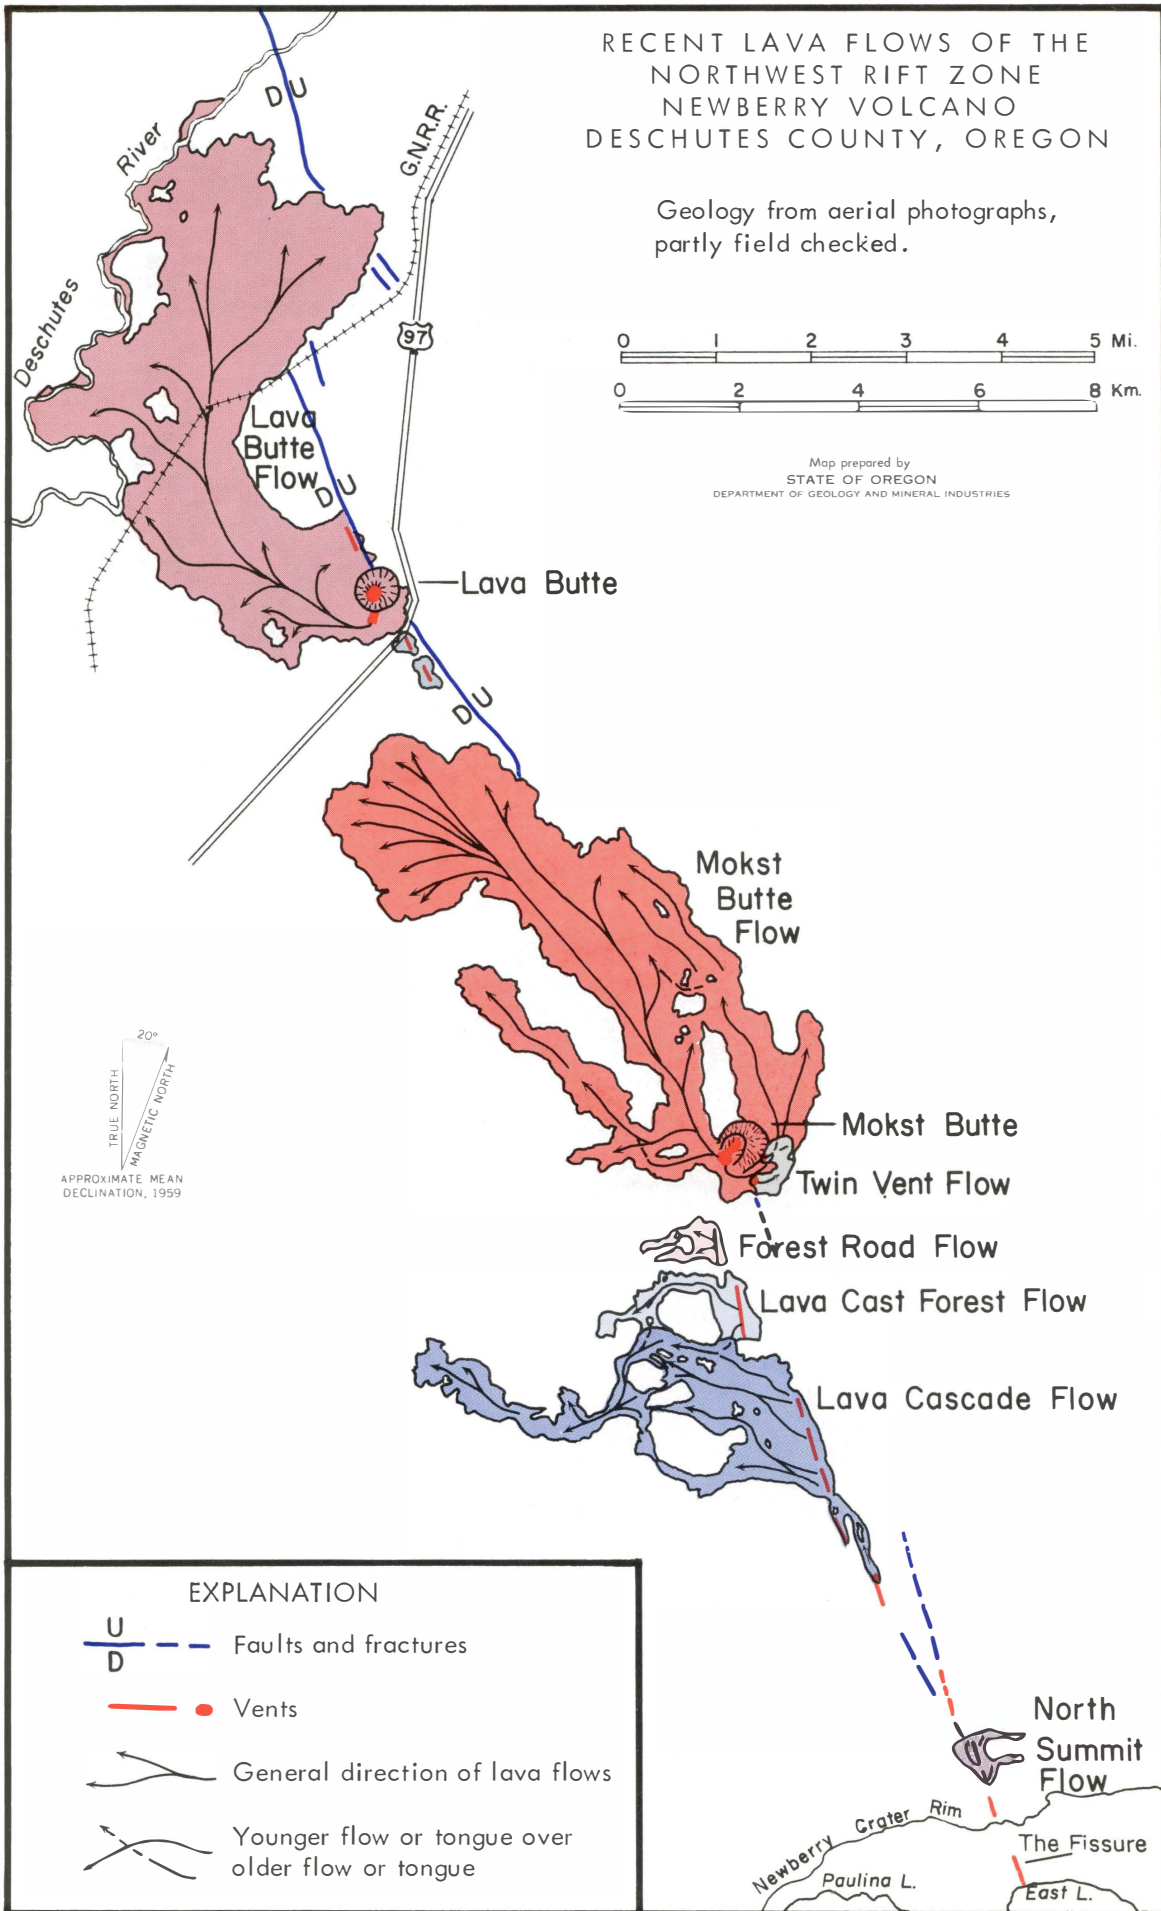 RECENT LAVA FLOWS OF THE
NORTHWEST RIFT ZONE
NEWBERRY VOLCANO
DESCHUTES COUNTY, OREGON
Geology from aerial photographs,
partly field checked.
0 1 2 3 4 5 Mi.
0 2 4 6 8 Km.
Map prepared by
STATE OF OREGON
DEPARTMENT OF GEOLOGY AND MINERAL INDUSTRIES
D U
River
G.N.R.R.
Deschutes
97
Lava
Butte
Flow
D U
Lava Butte
D U
Mokst
Butte
Flow
20°
TRUE NORTH
MAGNETIC NORTH
APPROXIMATE MEAN
DECLINATION, 1959
Mokst Butte
Twin Vent Flow
Forest Road Flow
Lava Cast Forest Flow
Lava Cascade Flow
North
Summit
Flow
Newberry Crater Rim
The Fissure
Paulina L.
East L.
EXPLANATION
U
D
Faults and fractures
Vents
General direction of lava flows
Younger flow or tongue over
older flow or tongue